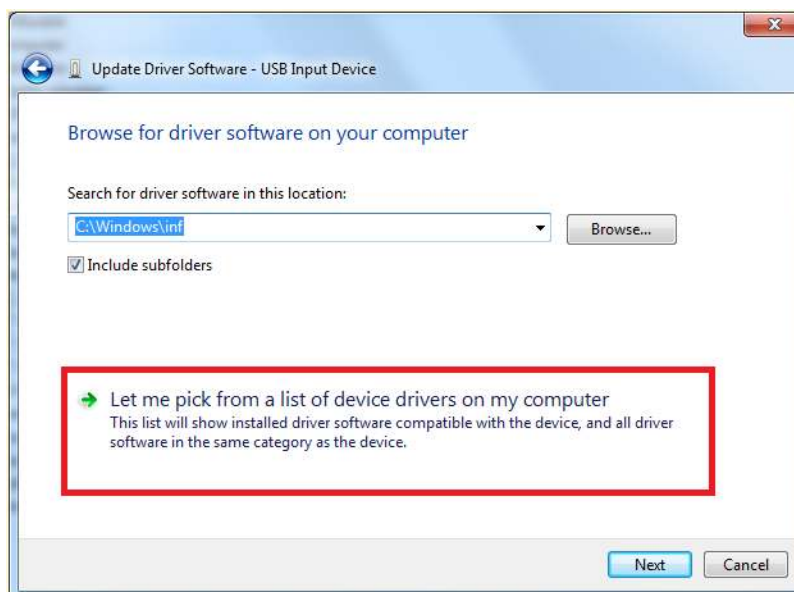 Update Driver Software - USB Input Device
Browse for driver software on your computer
Search for driver software in this location:
C:\Windows\inf
Browse...
Include subfolders
Let me pick from a list of device drivers on my computer
This list will show installed driver software compatible with the device, and all driver
software in the same category as the device.
Next
Cancel